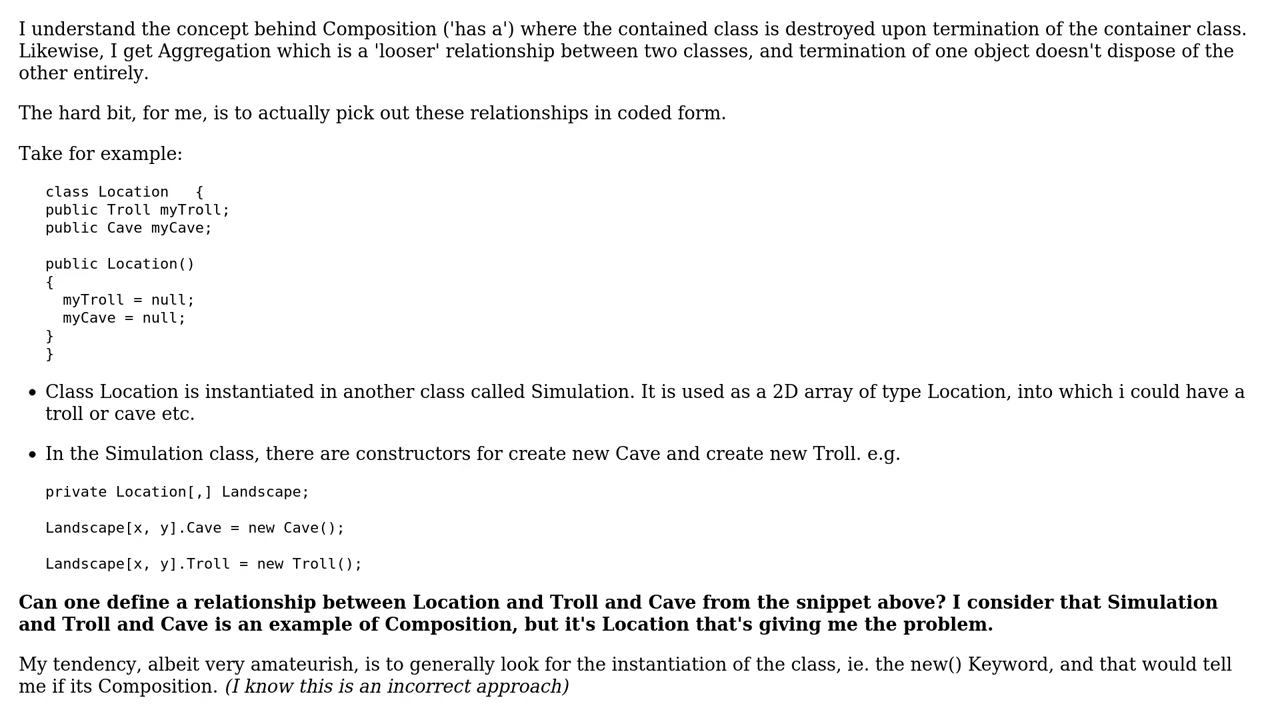 I understand the concept behind Composition ('has a') where the contained class is destroyed upon termination of the container class.
Likewise, I get Aggregation which is a 'looser' relationship between two classes, and termination of one object doesn't dispose of the
other entirely.
The hard bit, for me, is to actually pick out these relationships in coded form.
Take for example:
class Location   {
public Troll myTroll;
public Cave myCave;
public Location()
{
  myTroll = null;
  myCave = null;
}
}
• Class Location is instantiated in another class called Simulation. It is used as a 2D array of type Location, into which i could have a
troll or cave etc.
• In the Simulation class, there are constructors for create new Cave and create new Troll. e.g.
private Location[,] Landscape;
Landscape[x, y].Cave = new Cave();
Landscape[x, y].Troll = new Troll();
Can one define a relationship between Location and Troll and Cave from the snippet above? I consider that Simulation
and Troll and Cave is an example of Composition, but it's Location that's giving me the problem.
My tendency, albeit very amateurish, is to generally look for the instantiation of the class, ie. the new() Keyword, and that would tell
me if its Composition. (I know this is an incorrect approach)